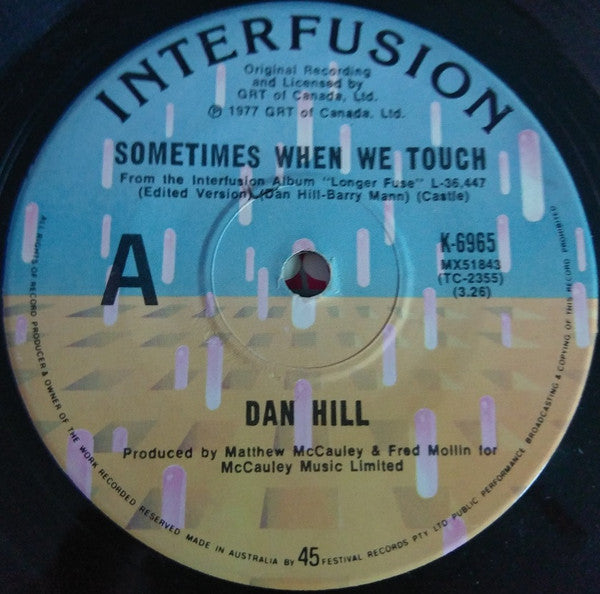 INTERFUSION
Original Recording
and Licensed by
GRT of Canada, Ltd.
℗ 1977 GRT of Canada, Ltd.
SOMETIMES WHEN WE TOUCH
From the Interfusion Album "Longer Fuse" L-36,447
(Edited Version) (Dan Hill-Barry Mann) (Castle)
A
K-6965
MX51843
(TC-2355)
(3.26)
DAN HILL
Produced by Matthew McCauley & Fred Mollin for
McCauley Music Limited
ALL RIGHTS OF RECORD PRODUCER & OWNER OF THE WORK RECORDED RESERVED MADE IN AUSTRALIA BY 45 FESTIVAL RECORDS PTY LTD PUBLIC PERFORMANCE BROADCASTING & COPYING OF THIS RECORD PROHIBITED